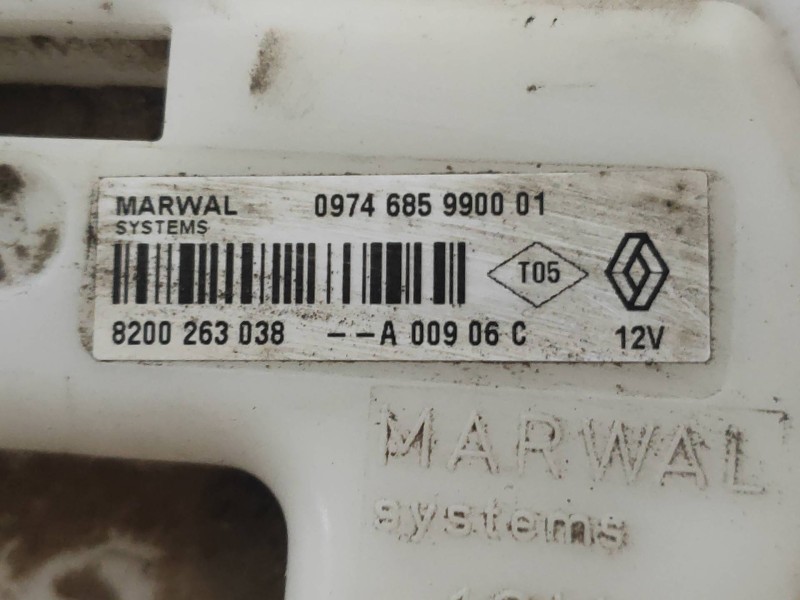 MARWAL 0974 685 9900 01
SYSTEMS
T05
8200 263 038 --A 009 06 C 12V
MARWAL
systems